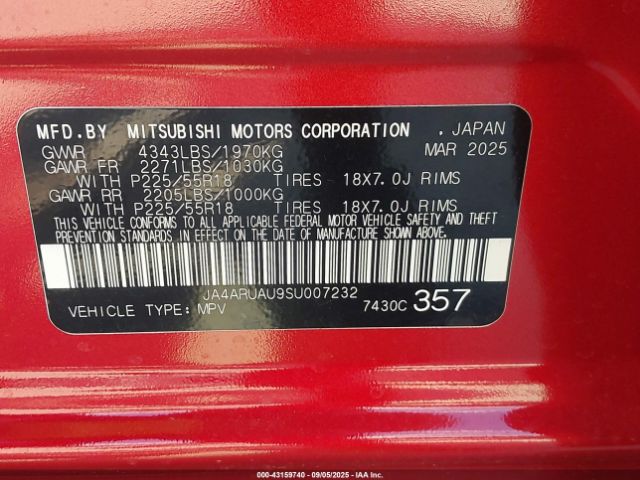 MFD.BY MITSUBISHI MOTORS CORPORATION . JAPAN
GVWR 4343LBS/1970KG MAR 2025
GAWR FR 2271LBS/1030KG
WITH P225/55R18 TIRES 18X7.0J RIMS
GAWR RR 2205LBS/1000KG
WITH P225/55R18 TIRES 18X7.0J RIMS
THIS VEHICLE CONFORMS TO ALL APPLICABLE FEDERAL MOTOR VEHICLE SAFETY AND THEFT
PREVENTION STANDARDS IN EFFECT ON THE DATE OF MANUFACTURE SHOWN ABOVE.
JA4ARUAU9SU007232
VEHICLE TYPE:MPV 7430C 357
000-43159740 - 09/05/2025 - IAA Inc.